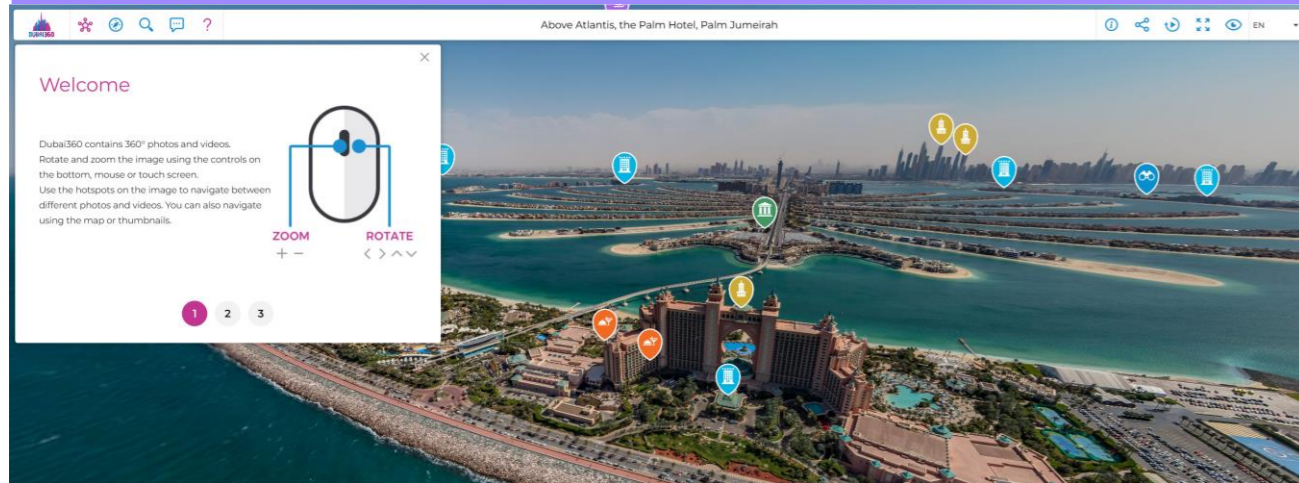 DUBAI360
?
Above Atlantis, the Palm Hotel, Palm Jumeirah
EN
Welcome
Dubai360 contains 360° photos and videos.
Rotate and zoom the image using the controls on
the bottom, mouse or touch screen.
Use the hotspots on the image to navigate between
different photos and videos. You can also navigate
using the map or thumbnails.
ZOOM
ROTATE
1 2 3